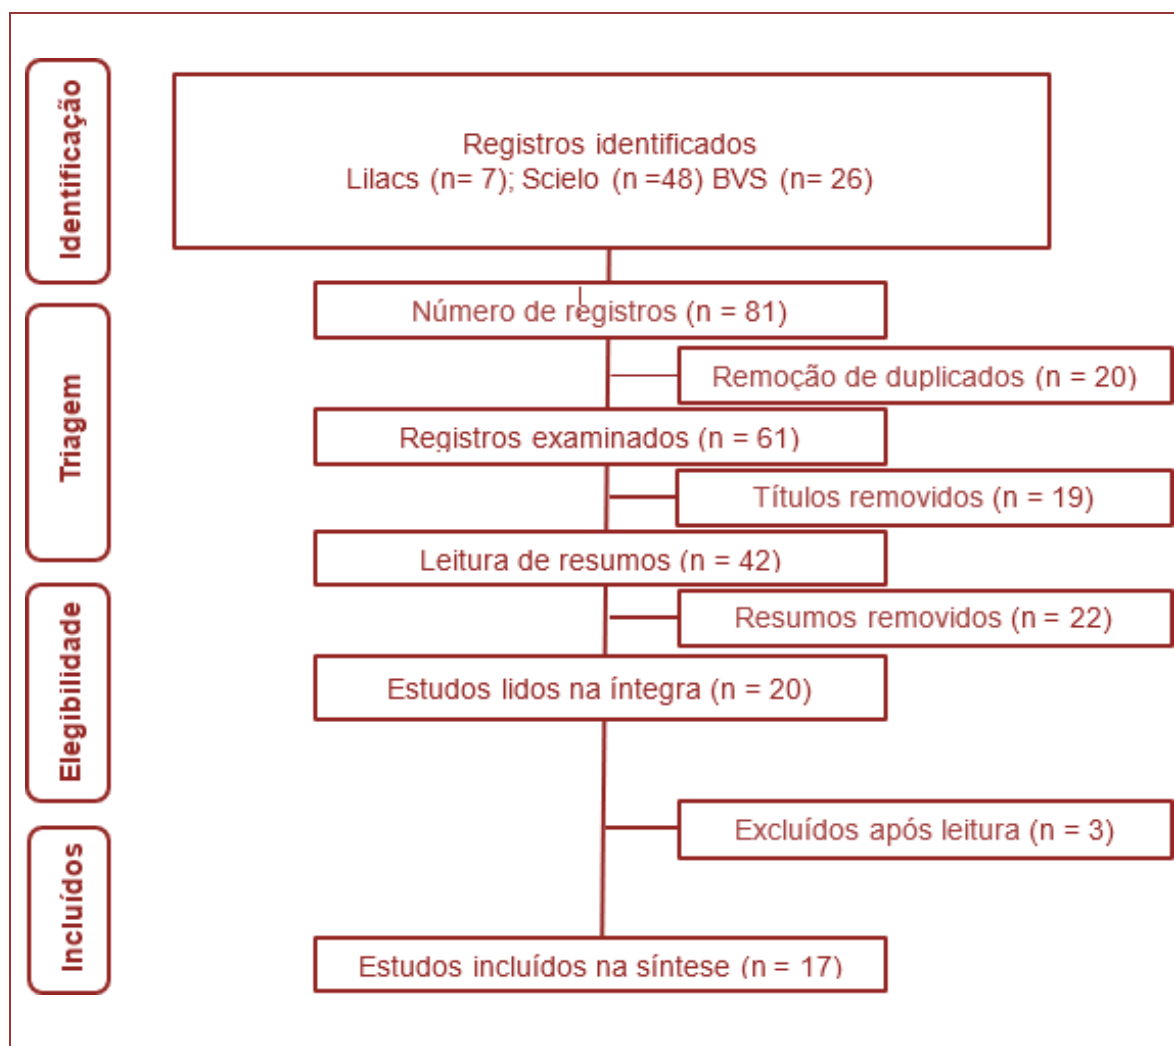 Identificação
Registros identificados
Lilacs (n= 7); Scielo (n =48) BVS (n= 26)
Triagem
Número de registros (n = 81)
Remoção de duplicados (n = 20)
Registros examinados (n = 61)
Títulos removidos (n = 19)
Leitura de resumos (n = 42)
Elegibilidade
Resumos removidos (n = 22)
Estudos lidos na íntegra (n = 20)
Excluídos após leitura (n = 3)
Incluídos
Estudos incluídos na síntese (n = 17)